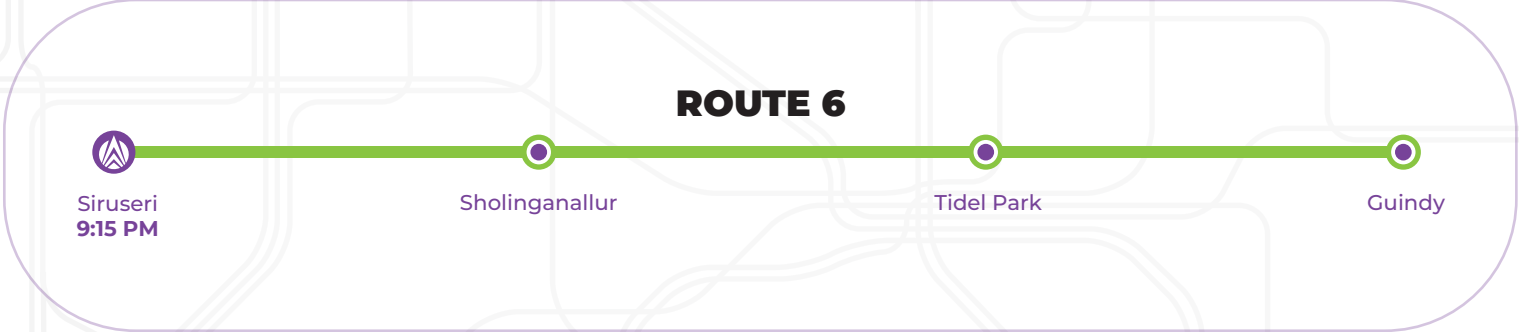 ROUTE 6
Siruseri
9:15 PM
Sholinganallur
Tidel Park
Guindy